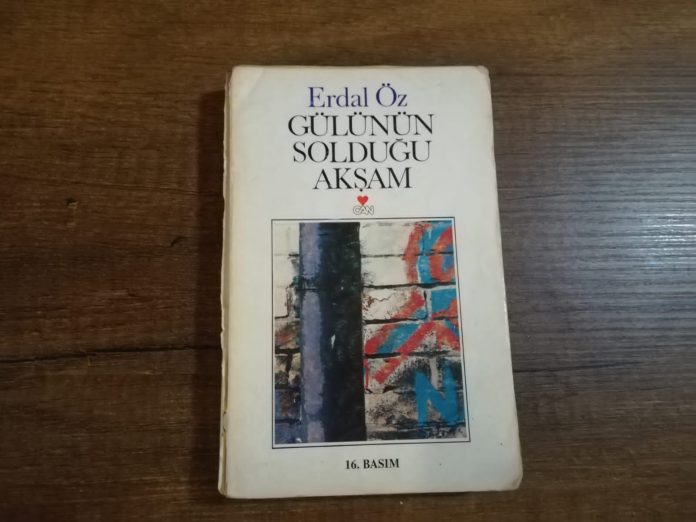 Erdal Öz
GÜLÜNÜN
SOLDUĞU
AKŞAM
CAN
N
16. BASIM